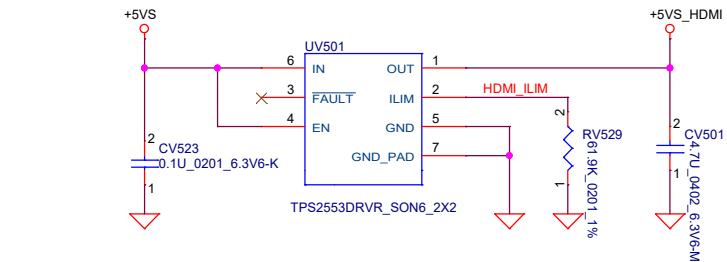 +5VS
+5VS_HDMI
UV501
6 IN OUT 1
3 FAULT ILIM 2 HDMI_ILIM
4 EN GND 5
GND_PAD 7
TPS2553DRVR_SON6_2X2
2
CV523
0.1U_0201_6.3V6-K
1
2
RV529
61.9K_0201_1%
1
2
CV501
4.7U_0402_6.3V6-M
1